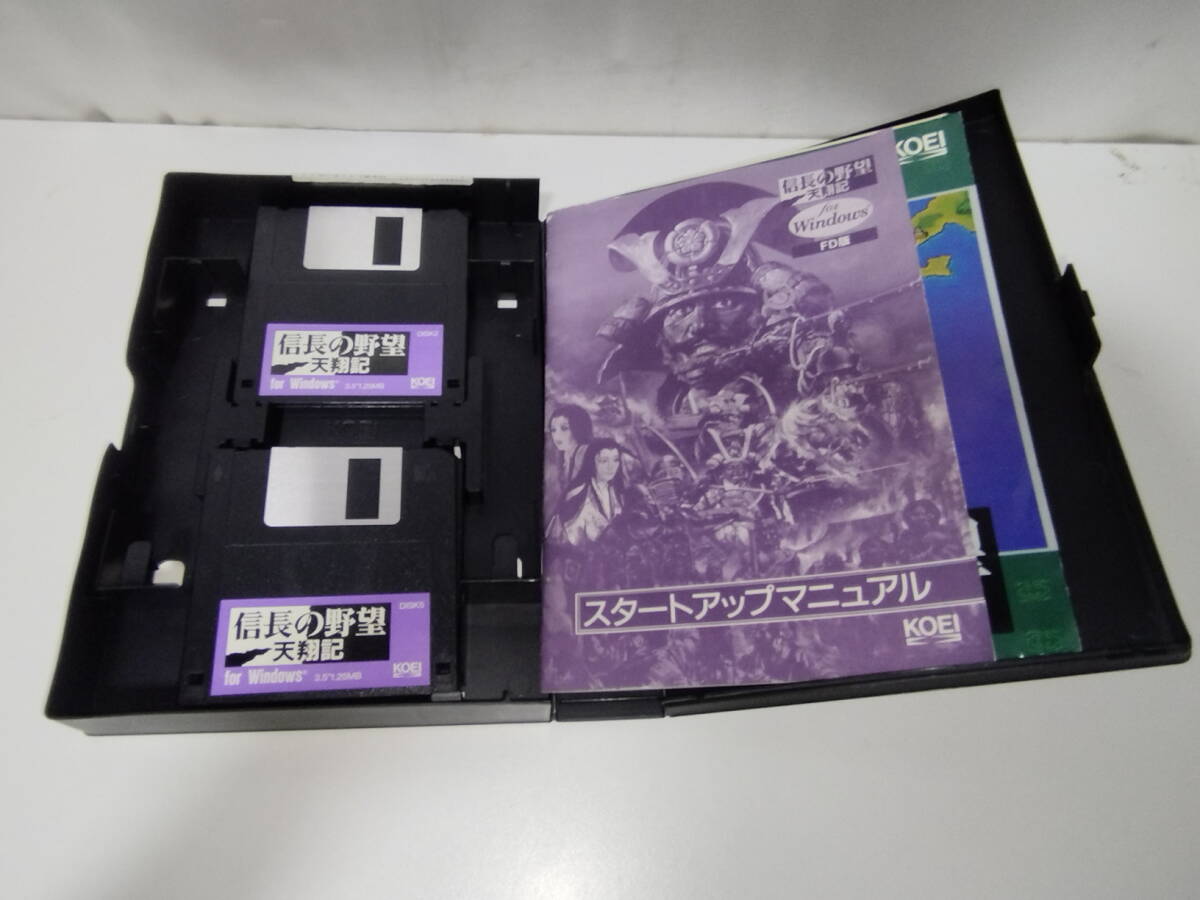 信長の野望
天翔記
DISK2
for Windows™ 3.5"1.25MB
KOEI
信長の野望
天翔記
DISK5
for Windows™ 3.5"1.25MB
KOEI
信長の野望
天翔記
for
Windows
FD版
スタートアップマニュアル
KOEI
KOEI